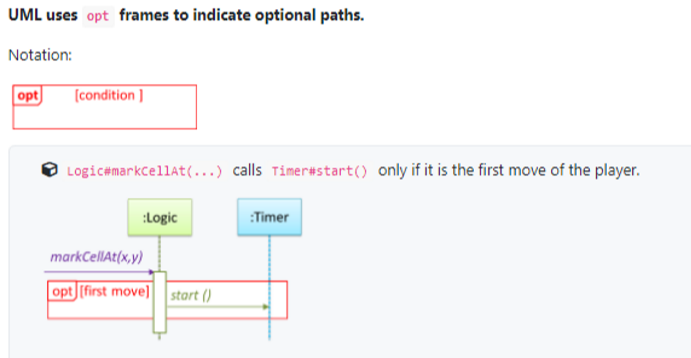 UML uses opt frames to indicate optional paths.
Notation:
opt [condition ]
Logic#markCellAt(...) calls Timer#start() only if it is the first move of the player.
:Logic :Timer
markCellAt(x,y)
opt [first move] start ()